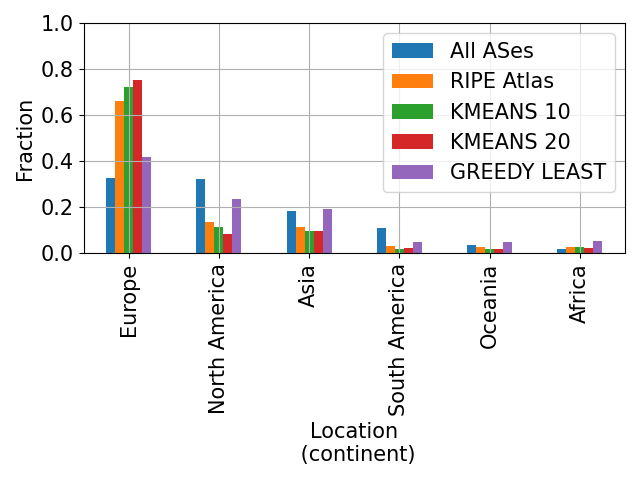 Fraction
1.0
0.8
0.6
0.4
0.2
0.0
All ASes
RIPE Atlas
KMEANS 10
KMEANS 20
GREEDY LEAST
Europe
North America
Asia
South America
Oceania
Africa
Location
(continent)